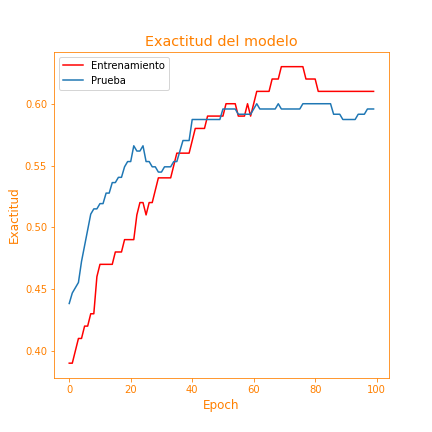 Exactitud del modelo
Entrenamiento
Prueba
Exactitud
0.60
0.55
0.50
0.45
0.40
0 20 40 60 80 100
Epoch